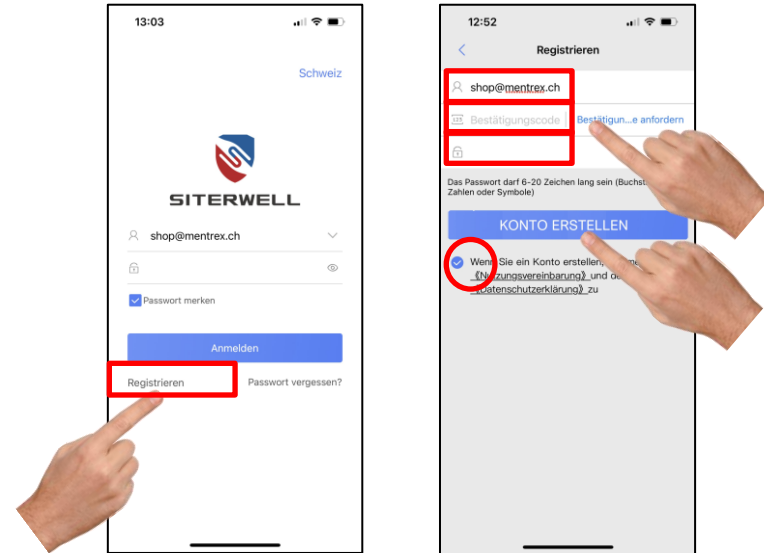 13:03
Schweiz
SITERWELL
shop@mentrex.ch
Passwort merken
Anmelden
Registrieren
Passwort vergessen?
12:52
Registrieren
shop@mentrex.ch
123
Bestätigungscode
Bestätigun...e anfordern
Das Passwort darf 6-20 Zeichen lang sein
Zahlen oder Symbole)
KONTO ERSTELLEN
Wenn Sie ein Konto erstellen,
《Nutzungsvereinbarung》 und
《Datenschutzerklärung》 zu